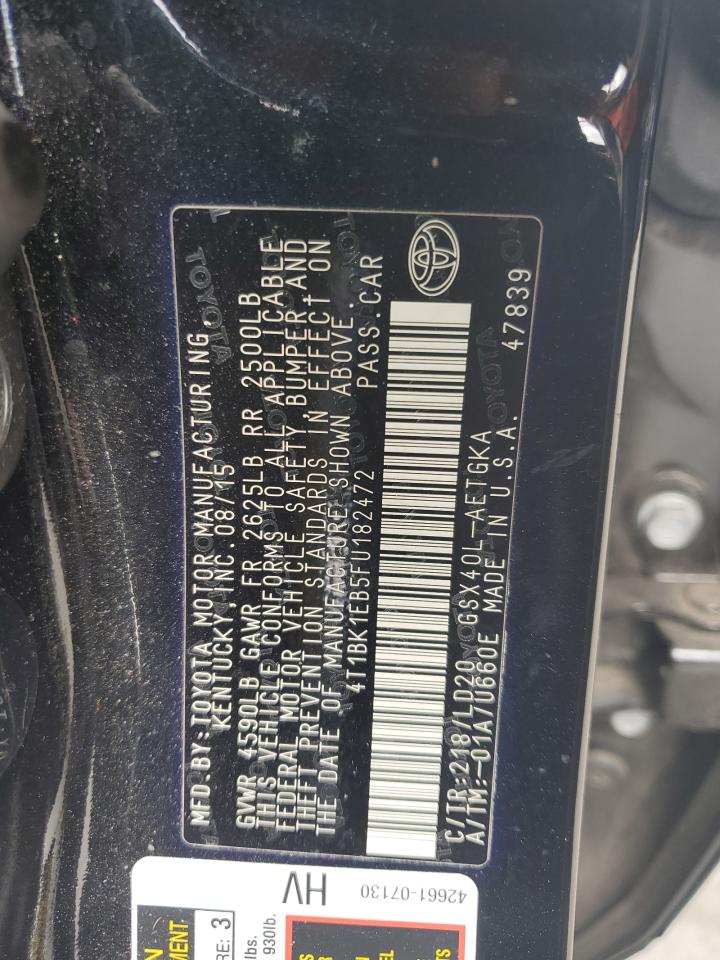 MFD.BY:TOYOTA MOTOR MANUFACTURING,
KENTUCKY,INC. 08/15
GVWR 4590LB GAWR FR 2625LB RR 2500LB
THIS VEHICLE CONFORMS TO ALL APPLICABLE
FEDERAL MOTOR VEHICLE SAFETY, BUMPER, AND
THEFT PREVENTION STANDARDS IN EFFECT ON
THE DATE OF MANUFACTURE SHOWN ABOVE.
4T1BK1EB5FU182472 PASS.CAR
C/TR:218/LD20 GSX40L-AETGKA
A/TM:-01A/U660E MADE IN U.S.A. 47839
TOYOTA
HV
42661-07130
3
lbs.
930lb.